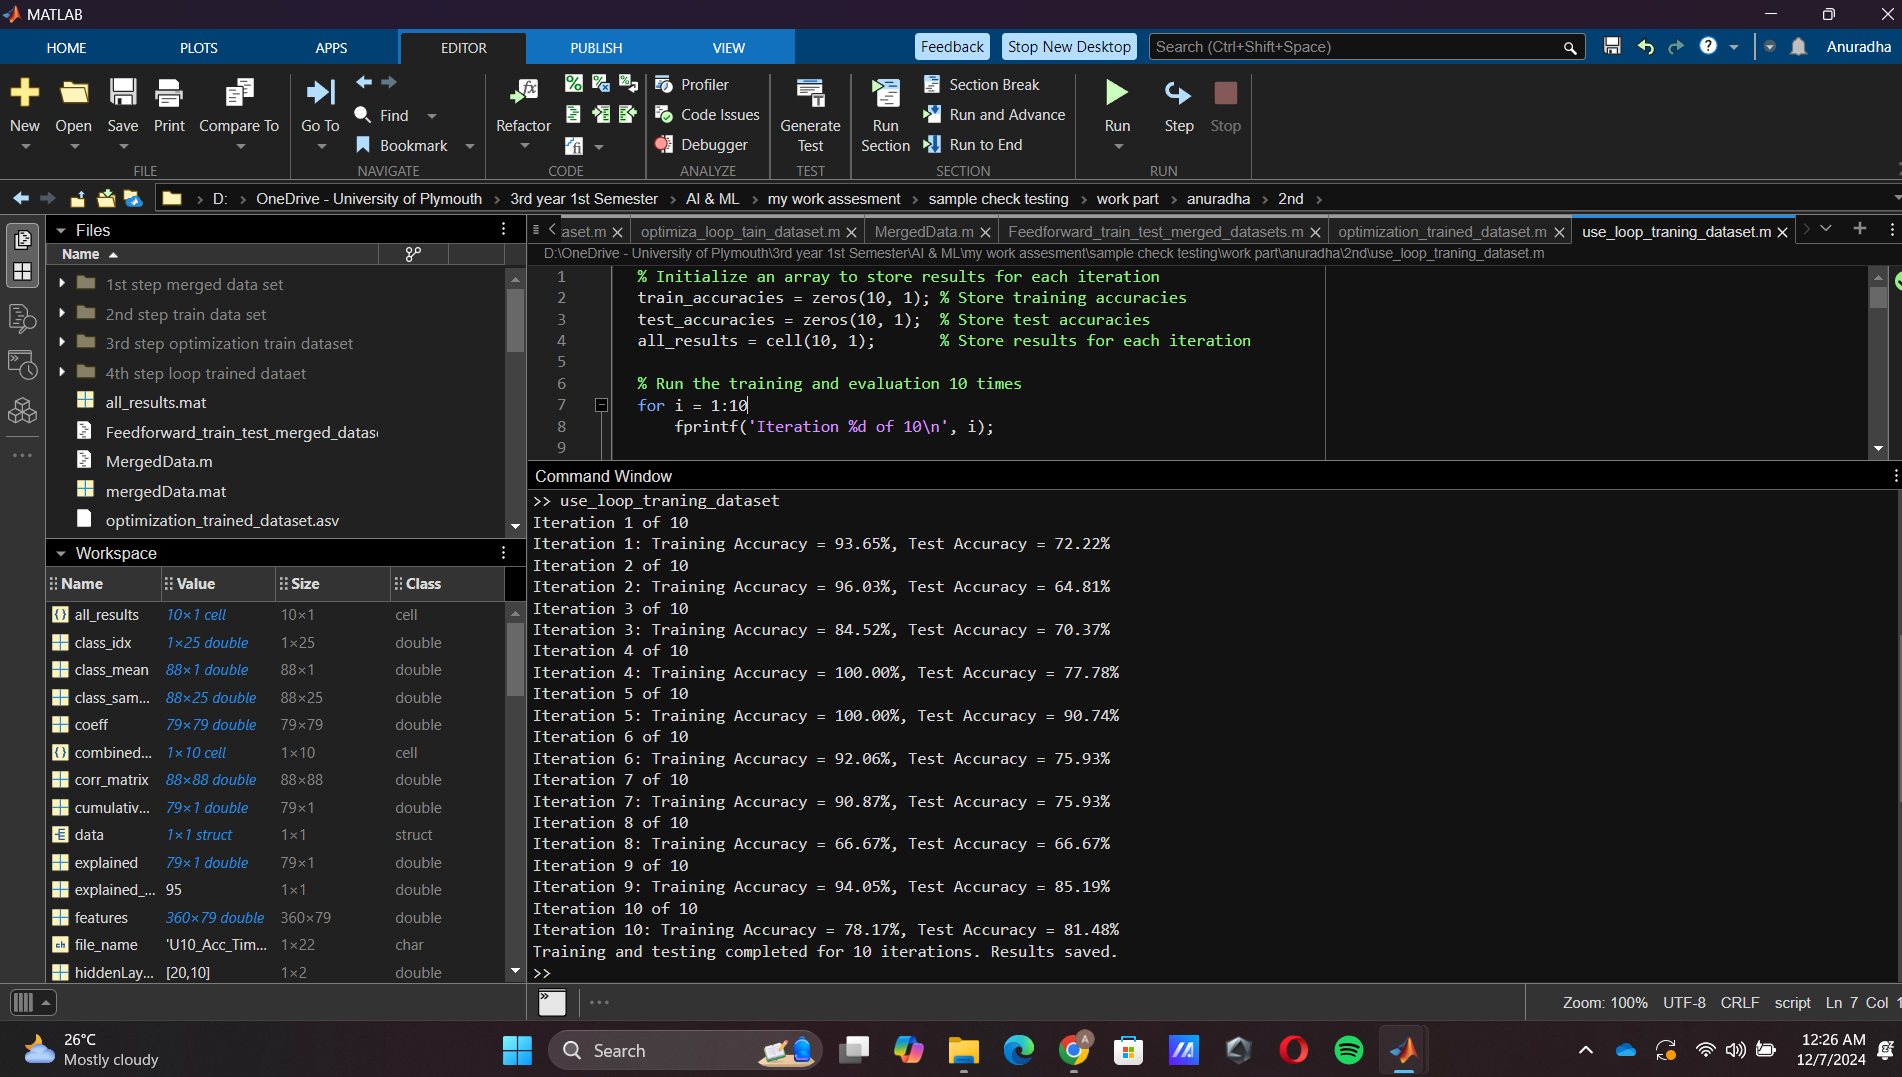 MATLAB
HOME PLOTS APPS EDITOR PUBLISH VIEW Feedback Stop New Desktop Search (Ctrl+Shift+Space) Anuradha
New Open Save Print Compare To
FILE
Go To Find Bookmark
NAVIGATE
Refactor
CODE
Profiler
Code Issues
Debugger
ANALYZE
Generate Test
TEST
Run Section
Section Break
Run and Advance
Run to End
SECTION
Run Step Stop
RUN
D: OneDrive - University of Plymouth 3rd year 1st Semester AI & ML my work assesment sample check testing work part anuradha 2nd
Files
Name
1st step merged data set
2nd step train data set
3rd step optimization train dataset
4th step loop trained dataet
all_results.mat
Feedforward_train_test_merged_datas
MergedData.m
mergedData.mat
optimization_trained_dataset.asv
Workspace
Name Value Size Class
all_results 10×1 cell 10×1 cell
class_idx 1×25 double 1×25 double
class_mean 88×1 double 88×1 double
class_sam... 88×25 double 88×25 double
coeff 79×79 double 79×79 double
combined... 1×10 cell 1×10 cell
corr_matrix 88×88 double 88×88 double
cumulativ... 79×1 double 79×1 double
data 1×1 struct 1×1 struct
explained 79×1 double 79×1 double
explained_... 95 1×1 double
features 360×79 double 360×79 double
file_name 'U10_Acc_Tim... 1×22 char
hiddenLay... [20,10] 1×2 double
aset.m optimiza_loop_tain_dataset.m MergedData.m Feedforward_train_test_merged_datasets.m optimization_trained_dataset.m use_loop_traning_dataset.m
D:\OneDrive - University of Plymouth\3rd year 1st Semester\AI & ML\my work assesment\sample check testing\work part\anuradha\2nd\use_loop_traning_dataset.m
1 % Initialize an array to store results for each iteration
2 train_accuracies = zeros(10, 1); % Store training accuracies
3 test_accuracies = zeros(10, 1); % Store test accuracies
4 all_results = cell(10, 1); % Store results for each iteration
5
6 % Run the training and evaluation 10 times
7 for i = 1:10
8 fprintf('Iteration %d of 10\n', i);
9
Command Window
>> use_loop_traning_dataset
Iteration 1 of 10
Iteration 1: Training Accuracy = 93.65%, Test Accuracy = 72.22%
Iteration 2 of 10
Iteration 2: Training Accuracy = 96.03%, Test Accuracy = 64.81%
Iteration 3 of 10
Iteration 3: Training Accuracy = 84.52%, Test Accuracy = 70.37%
Iteration 4 of 10
Iteration 4: Training Accuracy = 100.00%, Test Accuracy = 77.78%
Iteration 5 of 10
Iteration 5: Training Accuracy = 100.00%, Test Accuracy = 90.74%
Iteration 6 of 10
Iteration 6: Training Accuracy = 92.06%, Test Accuracy = 75.93%
Iteration 7 of 10
Iteration 7: Training Accuracy = 90.87%, Test Accuracy = 75.93%
Iteration 8 of 10
Iteration 8: Training Accuracy = 66.67%, Test Accuracy = 66.67%
Iteration 9 of 10
Iteration 9: Training Accuracy = 94.05%, Test Accuracy = 85.19%
Iteration 10 of 10
Iteration 10: Training Accuracy = 78.17%, Test Accuracy = 81.48%
Training and testing completed for 10 iterations. Results saved.
>>
Zoom: 100% UTF-8 CRLF script Ln 7 Col 1
26°C
Mostly cloudy
Search
12:26 AM
12/7/2024